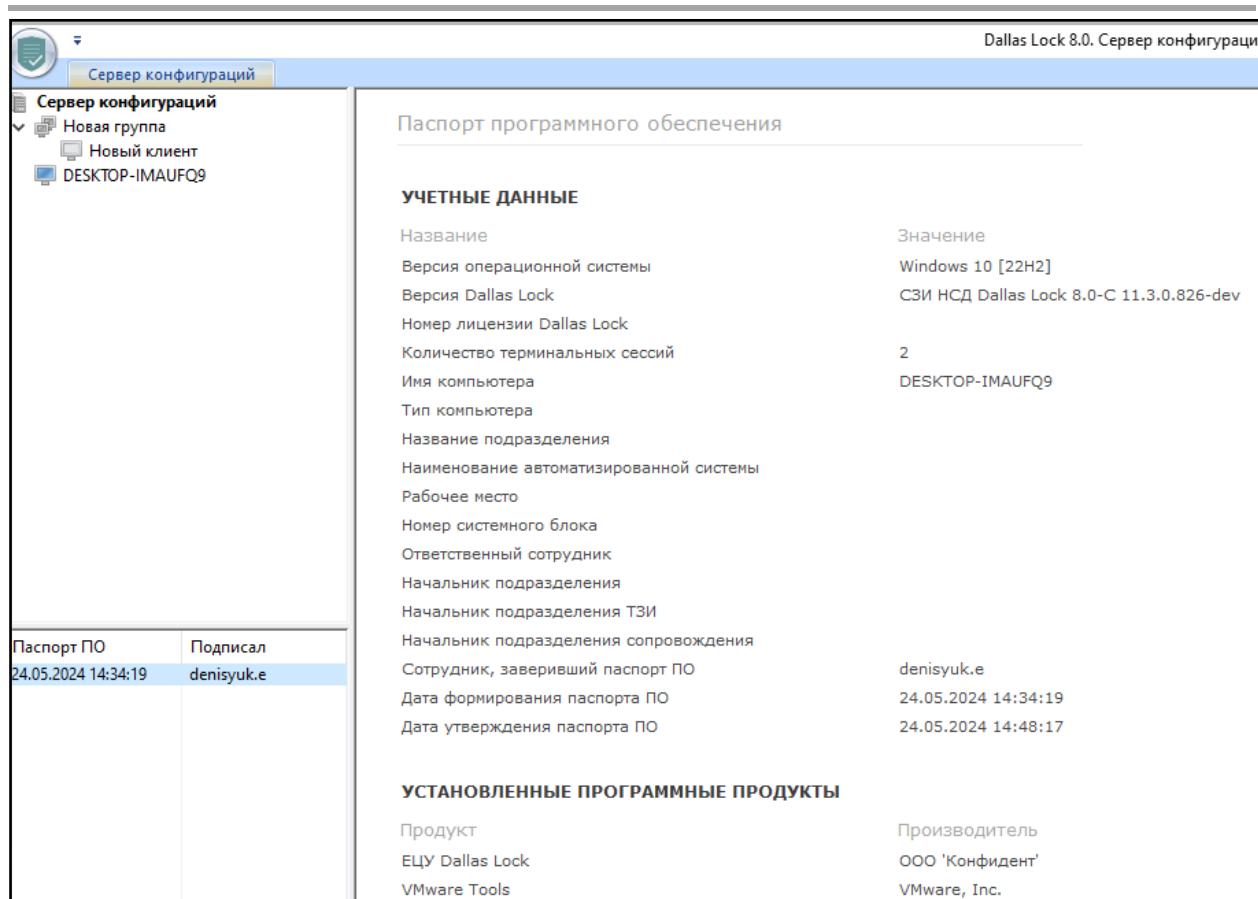 Dallas Lock 8.0. Сервер конфигураци
Сервер конфигураций
Сервер конфигураций
Новая группа
Новый клиент
DESKTOP-IMAUFQ9
Паспорт ПО Подписал
24.05.2024 14:34:19 denisyuk.e
Паспорт программного обеспечения
УЧЕТНЫЕ ДАННЫЕ
Название Значение
Версия операционной системы Windows 10 [22H2]
Версия Dallas Lock СЗИ НСД Dallas Lock 8.0-C 11.3.0.826-dev
Номер лицензии Dallas Lock
Количество терминальных сессий 2
Имя компьютера DESKTOP-IMAUFQ9
Тип компьютера
Название подразделения
Наименование автоматизированной системы
Рабочее место
Номер системного блока
Ответственный сотрудник
Начальник подразделения
Начальник подразделения ТЗИ
Начальник подразделения сопровождения
Сотрудник, заверивший паспорт ПО denisyuk.e
Дата формирования паспорта ПО 24.05.2024 14:34:19
Дата утверждения паспорта ПО 24.05.2024 14:48:17
УСТАНОВЛЕННЫЕ ПРОГРАММНЫЕ ПРОДУКТЫ
Продукт Производитель
ЕЦУ Dallas Lock ООО 'Конфидент'
VMware Tools VMware, Inc.